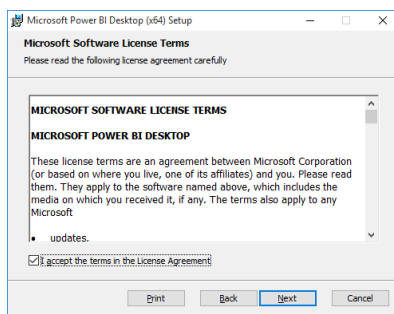 Microsoft Power BI Desktop (x64) Setup
Microsoft Software License Terms
Please read the following license agreement carefully
MICROSOFT SOFTWARE LICENSE TERMS
MICROSOFT POWER BI DESKTOP
These license terms are an agreement between Microsoft Corporation
(or based on where you live, one of its affiliates) and you. Please read
them. They apply to the software named above, which includes the
media on which you received it, if any. The terms also apply to any
Microsoft
• updates,
I accept the terms in the License Agreement
Print Back Next Cancel